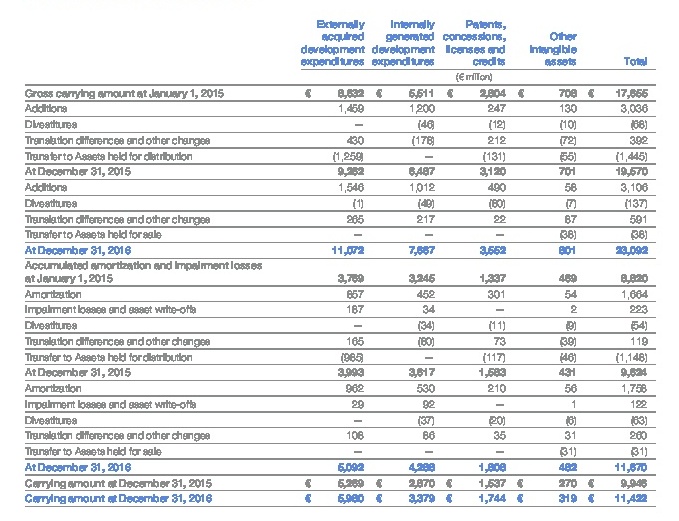 Externally Internally Patents,
acquired generated concessions, Other
development development licenses and intangible
expenditures expenditures credits assets Total
(€ million)
Gross carrying amount at January 1, 2015 € 8,632 € 5,511 € 2,804 € 708 € 17,655
Additions 1,459 1,200 247 130 3,036
Divestitures — (46) (12) (10) (68)
Translation differences and other changes 430 (178) 212 (72) 392
Transfer to Assets held for distribution (1,259) — (131) (55) (1,445)
At December 31, 2015 9,262 6,487 3,120 701 19,570
Additions 1,546 1,012 490 58 3,106
Divestitures (1) (49) (80) (7) (137)
Translation differences and other changes 265 217 22 87 591
Transfer to Assets held for sale — — — (38) (38)
At December 31, 2016 11,072 7,667 3,552 801 23,092
Accumulated amortization and impairment losses
at January 1, 2015 3,769 3,245 1,337 469 8,820
Amortization 857 452 301 54 1,664
Impairment losses and asset write-offs 187 34 — 2 223
Divestitures — (34) (11) (9) (54)
Translation differences and other changes 165 (80) 73 (39) 119
Transfer to Assets held for distribution (985) — (117) (46) (1,148)
At December 31, 2015 3,993 3,617 1,583 431 9,624
Amortization 962 530 210 56 1,758
Impairment losses and asset write-offs 29 92 — 1 122
Divestitures — (37) (20) (6) (63)
Translation differences and other changes 108 86 35 31 260
Transfer to Assets held for sale — — — (31) (31)
At December 31, 2016 5,092 4,288 1,808 482 11,670
Carrying amount at December 31, 2015 € 5,269 € 2,870 € 1,537 € 270 € 9,946
Carrying amount at December 31, 2016 € 5,980 € 3,379 € 1,744 € 319 € 11,422